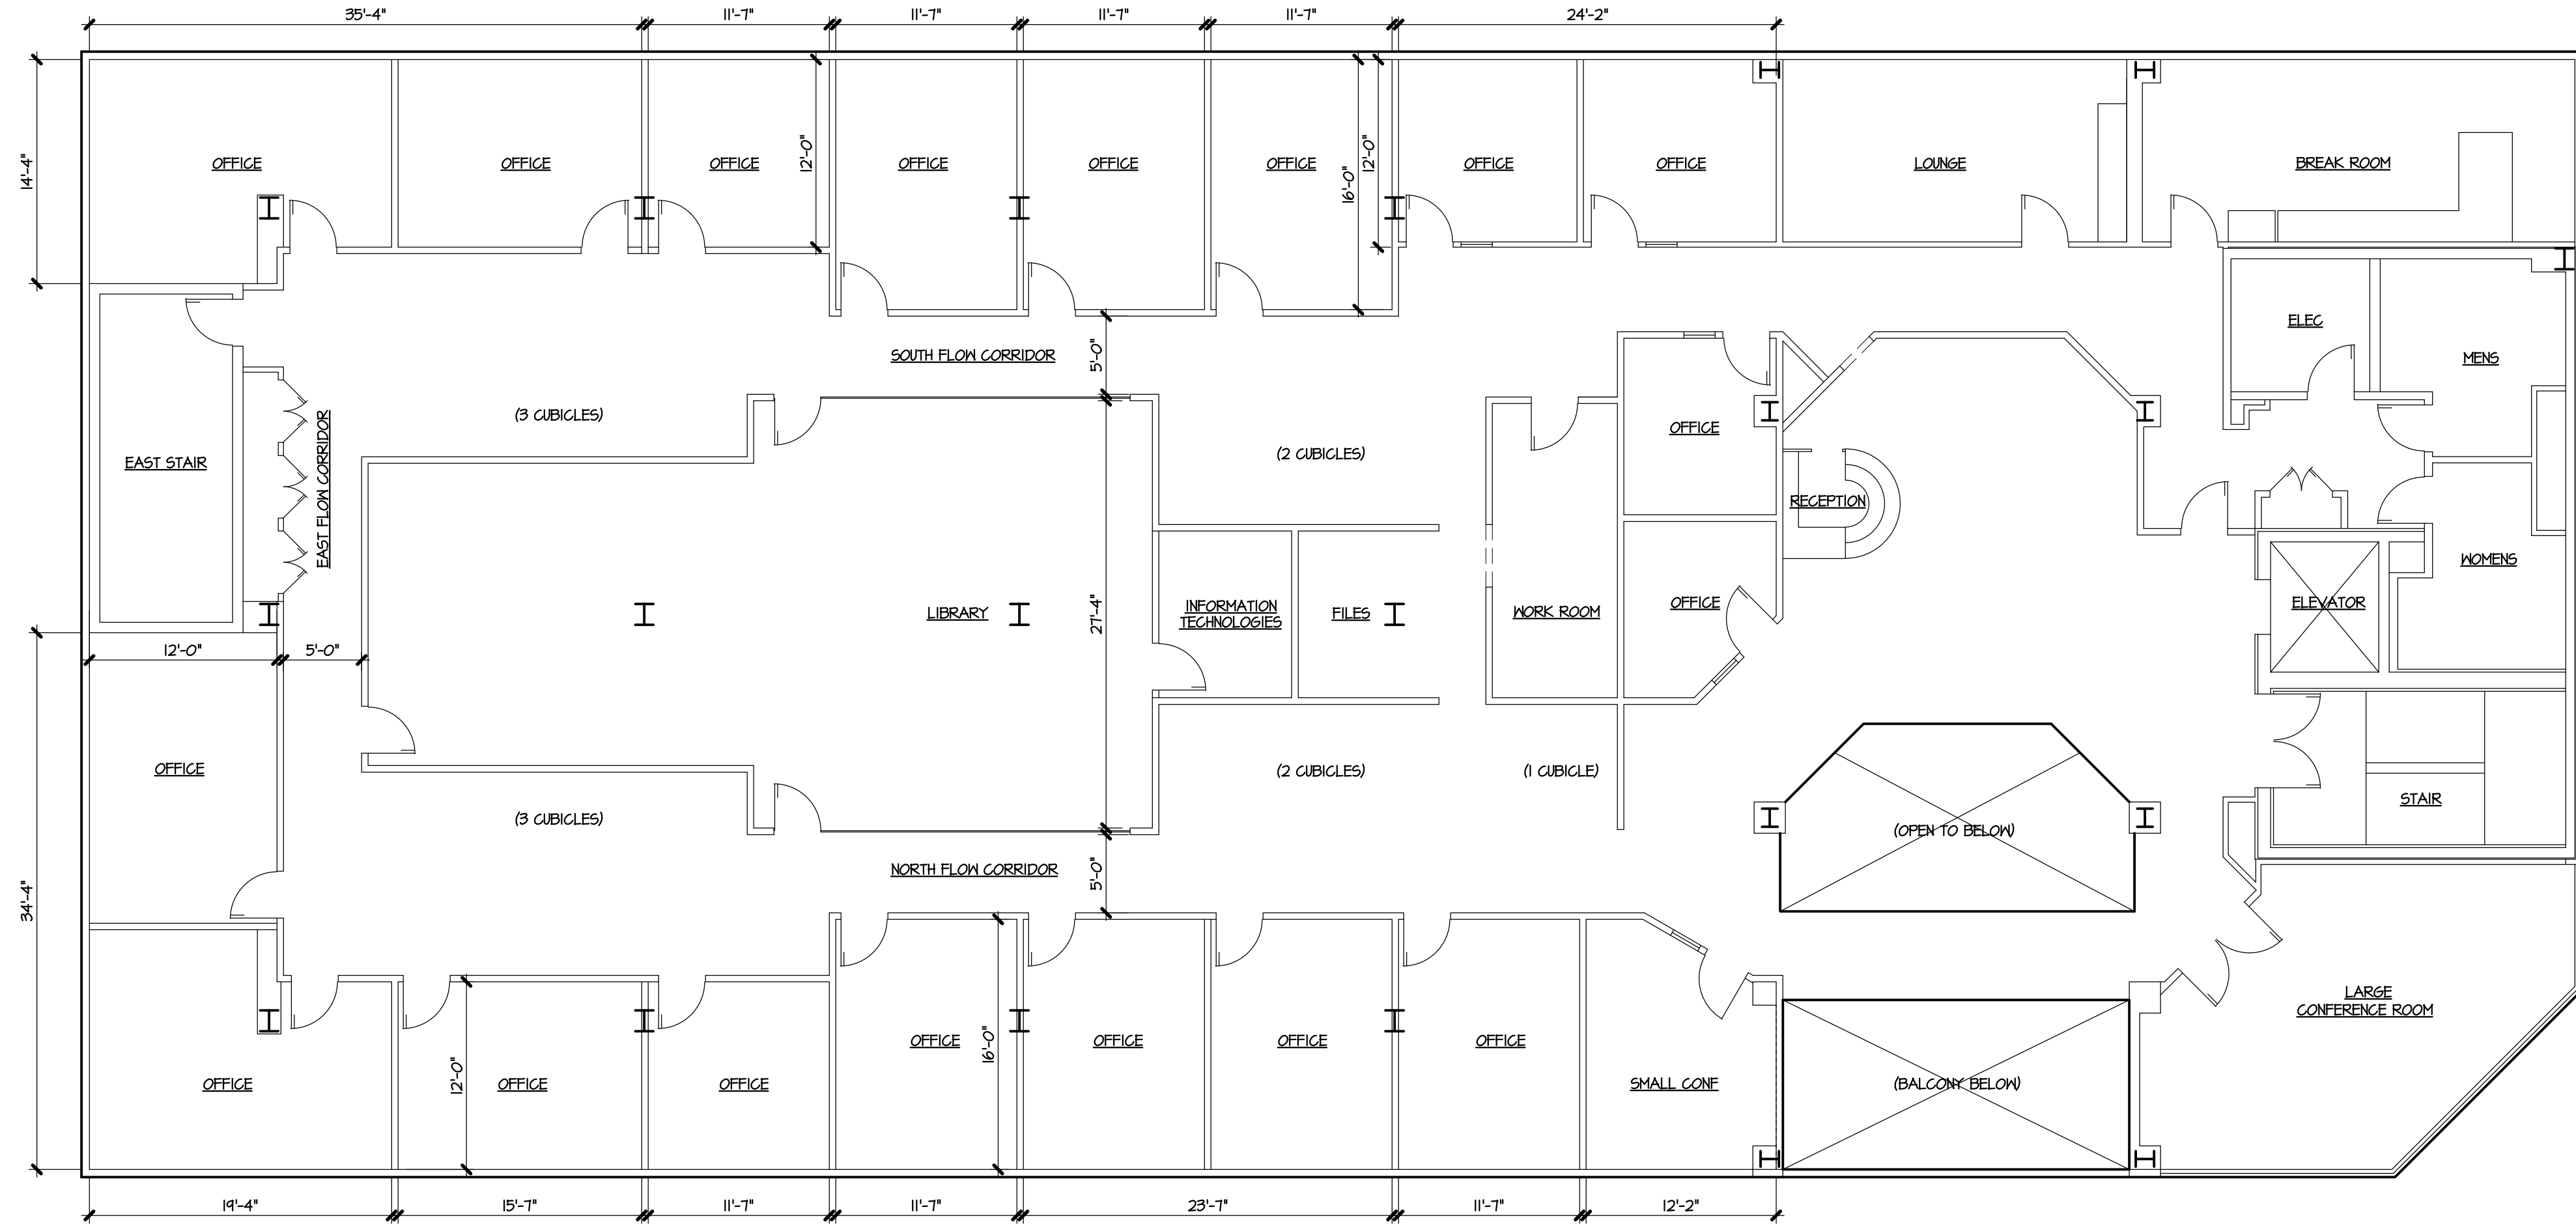 35'-4"
11'-7"
11'-7"
11'-7"
11'-7"
24'-2"
14'-4"
12'-0"
16'-0"
12'-0"
OFFICE
OFFICE
OFFICE
OFFICE
OFFICE
OFFICE
OFFICE
OFFICE
LOUNGE
BREAK ROOM
ELEC
MENS
SOUTH FLOW CORRIDOR
5'-0"
(3 CUBICLES)
OFFICE
(2 CUBICLES)
EAST STAIR
EAST FLOW CORRIDOR
RECEPTION
WOMENS
ELEVATOR
LIBRARY
27'-4"
INFORMATION
TECHNOLOGIES
FILES
WORK ROOM
OFFICE
12'-0"
5'-0"
OFFICE
(2 CUBICLES)
(1 CUBICLE)
STAIR
(3 CUBICLES)
(OPEN TO BELOW)
NORTH FLOW CORRIDOR
5'-0"
34'-4"
LARGE
CONFERENCE ROOM
OFFICE
16'-0"
OFFICE
OFFICE
OFFICE
OFFICE
12'-0"
OFFICE
OFFICE
SMALL CONF
(BALCONY BELOW)
19'-4"
15'-7"
11'-7"
11'-7"
23'-7"
11'-7"
12'-2"